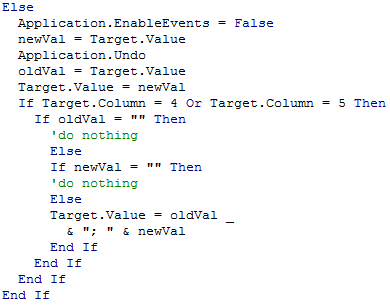 Else
  Application.EnableEvents = False
  newVal = Target.Value
  Application.Undo
  oldVal = Target.Value
  Target.Value = newVal
  If Target.Column = 4 Or Target.Column = 5 Then
    If oldVal = "" Then
      'do nothing
      Else
      If newVal = "" Then
      'do nothing
      Else
      Target.Value = oldVal _
        & "; " & newVal
      End If
    End If
  End If
End If